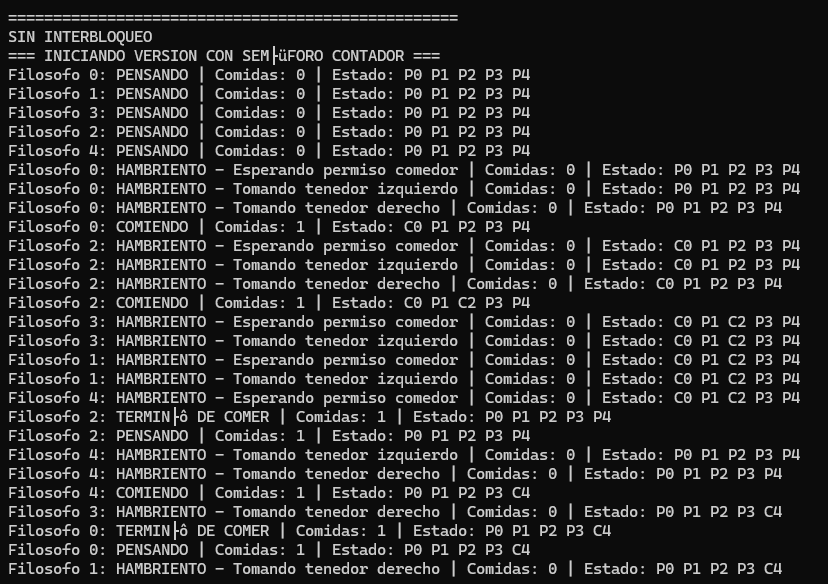 ==================================================
SIN INTERBLOQUEO
=== INICIANDO VERSION CON SEM├üFORO CONTADOR ===
Filosofo 0: PENSANDO | Comidas: 0 | Estado: P0 P1 P2 P3 P4
Filosofo 1: PENSANDO | Comidas: 0 | Estado: P0 P1 P2 P3 P4
Filosofo 3: PENSANDO | Comidas: 0 | Estado: P0 P1 P2 P3 P4
Filosofo 2: PENSANDO | Comidas: 0 | Estado: P0 P1 P2 P3 P4
Filosofo 4: PENSANDO | Comidas: 0 | Estado: P0 P1 P2 P3 P4
Filosofo 0: HAMBRIENTO - Esperando permiso comedor | Comidas: 0 | Estado: P0 P1 P2 P3 P4
Filosofo 0: HAMBRIENTO - Tomando tenedor izquierdo | Comidas: 0 | Estado: P0 P1 P2 P3 P4
Filosofo 0: HAMBRIENTO - Tomando tenedor derecho | Comidas: 0 | Estado: P0 P1 P2 P3 P4
Filosofo 0: COMIENDO | Comidas: 1 | Estado: C0 P1 P2 P3 P4
Filosofo 2: HAMBRIENTO - Esperando permiso comedor | Comidas: 0 | Estado: C0 P1 P2 P3 P4
Filosofo 2: HAMBRIENTO - Tomando tenedor izquierdo | Comidas: 0 | Estado: C0 P1 P2 P3 P4
Filosofo 2: HAMBRIENTO - Tomando tenedor derecho | Comidas: 0 | Estado: C0 P1 P2 P3 P4
Filosofo 2: COMIENDO | Comidas: 1 | Estado: C0 P1 C2 P3 P4
Filosofo 3: HAMBRIENTO - Esperando permiso comedor | Comidas: 0 | Estado: C0 P1 C2 P3 P4
Filosofo 3: HAMBRIENTO - Tomando tenedor izquierdo | Comidas: 0 | Estado: C0 P1 C2 P3 P4
Filosofo 1: HAMBRIENTO - Esperando permiso comedor | Comidas: 0 | Estado: C0 P1 C2 P3 P4
Filosofo 1: HAMBRIENTO - Tomando tenedor izquierdo | Comidas: 0 | Estado: C0 P1 C2 P3 P4
Filosofo 4: HAMBRIENTO - Esperando permiso comedor | Comidas: 0 | Estado: C0 P1 C2 P3 P4
Filosofo 2: TERMIN├ô DE COMER | Comidas: 1 | Estado: P0 P1 P2 P3 P4
Filosofo 2: PENSANDO | Comidas: 1 | Estado: P0 P1 P2 P3 P4
Filosofo 4: HAMBRIENTO - Tomando tenedor izquierdo | Comidas: 0 | Estado: P0 P1 P2 P3 P4
Filosofo 4: HAMBRIENTO - Tomando tenedor derecho | Comidas: 0 | Estado: P0 P1 P2 P3 P4
Filosofo 4: COMIENDO | Comidas: 1 | Estado: P0 P1 P2 P3 C4
Filosofo 3: HAMBRIENTO - Tomando tenedor derecho | Comidas: 0 | Estado: P0 P1 P2 P3 C4
Filosofo 0: TERMIN├ô DE COMER | Comidas: 1 | Estado: P0 P1 P2 P3 C4
Filosofo 0: PENSANDO | Comidas: 1 | Estado: P0 P1 P2 P3 C4
Filosofo 1: HAMBRIENTO - Tomando tenedor derecho | Comidas: 0 | Estado: P0 P1 P2 P3 C4